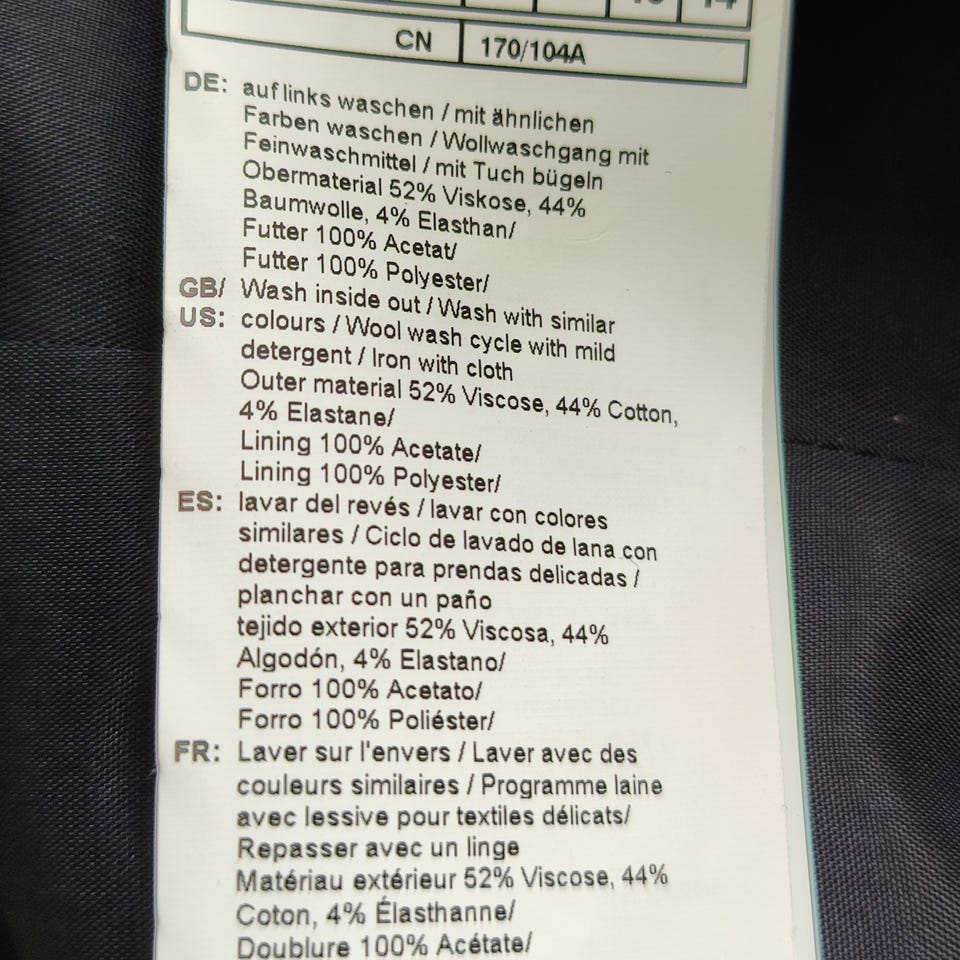 CN 170/104A
DE: auf links waschen / mit ähnlichen
Farben waschen / Wollwaschgang mit
Feinwaschmittel / mit Tuch bügeln
Obermaterial 52% Viskose, 44%
Baumwolle, 4% Elasthan/
Futter 100% Acetat/
Futter 100% Polyester/
GB/ Wash inside out / Wash with similar
US: colours / Wool wash cycle with mild
detergent / Iron with cloth
Outer material 52% Viscose, 44% Cotton,
4% Elastane/
Lining 100% Acetate/
Lining 100% Polyester/
ES: lavar del revés / lavar con colores
similares / Ciclo de lavado de lana con
detergente para prendas delicadas /
planchar con un paño
tejido exterior 52% Viscosa, 44%
Algodón, 4% Elastano/
Forro 100% Acetato/
Forro 100% Poliéster/
FR: Laver sur l'envers / Laver avec des
couleurs similaires / Programme laine
avec lessive pour textiles délicats/
Repasser avec un linge
Matériau extérieur 52% Viscose, 44%
Coton, 4% Élasthanne/
Doublure 100% Acétate/